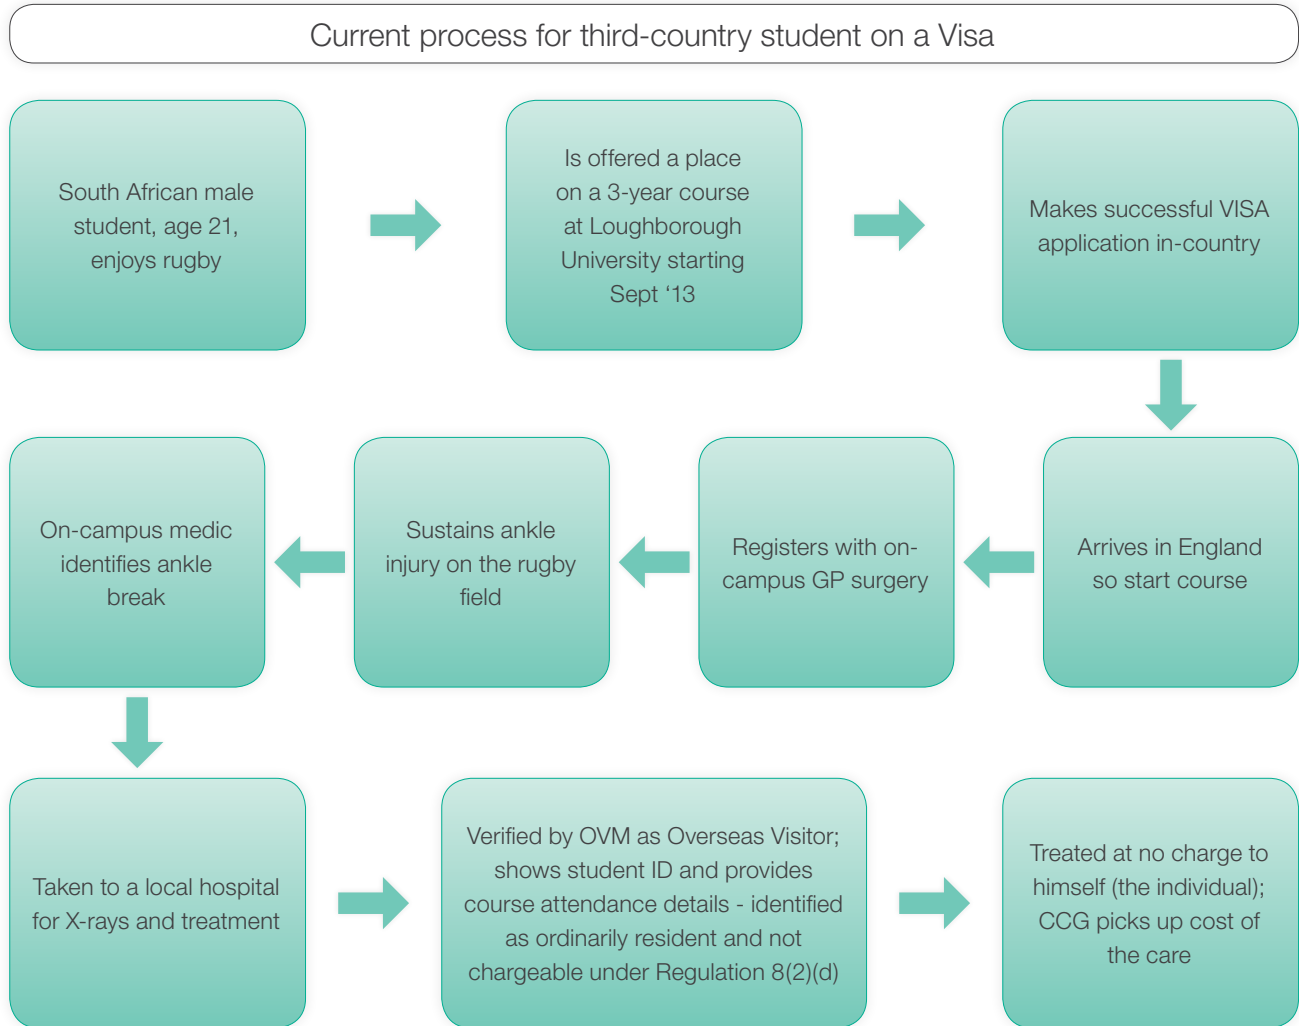 Current process for third-country student on a Visa
South African male
student, age 21,
enjoys rugby
Is offered a place
on a 3-year course
at Loughborough
University starting
Sept ‘13
Makes successful VISA
application in-country
Arrives in England
so start course
Registers with on-
campus GP surgery
Sustains ankle
injury on the rugby
field
On-campus medic
identifies ankle
break
Taken to a local hospital
for X-rays and treatment
Verified by OVM as Overseas Visitor;
shows student ID and provides
course attendance details - identified
as ordinarily resident and not
chargeable under Regulation 8(2)(d)
Treated at no charge to
himself (the individual);
CCG picks up cost of
the care